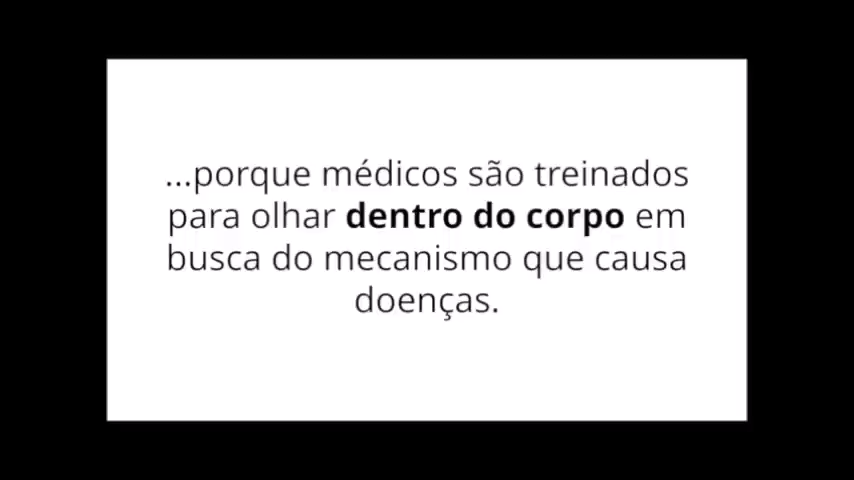 ...porque médicos são treinados
para olhar dentro do corpo em
busca do mecanismo que causa
doenças.